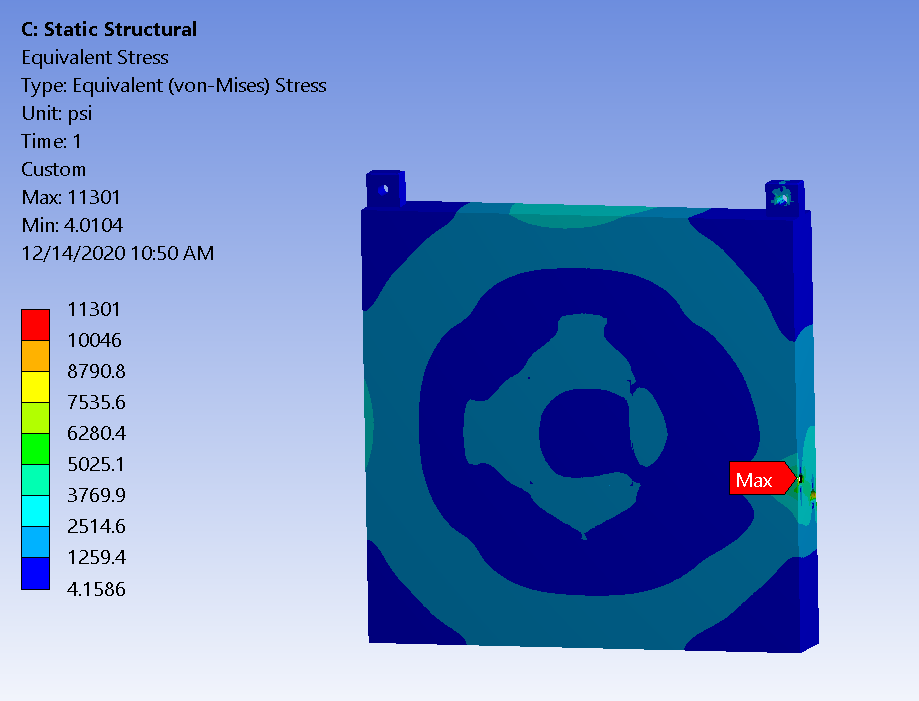 C: Static Structural
Equivalent Stress
Type: Equivalent (von-Mises) Stress
Unit: psi
Time: 1
Custom
Max: 11301
Min: 4.0104
12/14/2020 10:50 AM
11301
10046
8790.8
7535.6
6280.4
5025.1
3769.9
2514.6
1259.4
4.1586
Max